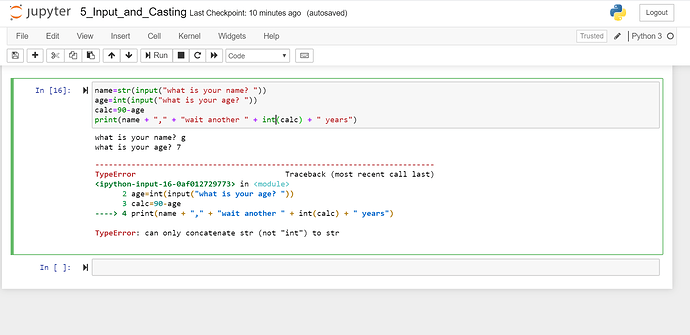 jupyter 5_Input_and_Casting Last Checkpoint: 10 minutes ago (autosaved) Logout
File Edit View Insert Cell Kernel Widgets Help Trusted Python 3
Run Code
In [16]: name=str(input("what is your name? "))
age=int(input("what is your age? "))
calc=90-age
print(name + "," + "wait another " + int(calc) + " years")
what is your name? g
what is your age? 7
---------------------------------------------------------------------------
TypeError Traceback (most recent call last)
<ipython-input-16-0af012729773> in <module>
2 age=int(input("what is your age? "))
3 calc=90-age
----> 4 print(name + "," + "wait another " + int(calc) + " years")
TypeError: can only concatenate str (not "int") to str
In [ ]: